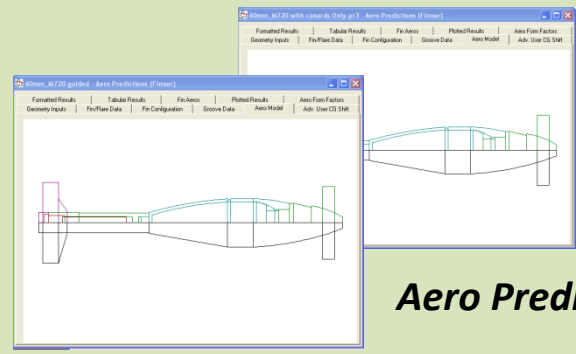 60mm_M720 with canards Only.pr3 - Aero Predictions (Finner)
Formatted Results Tabular Results Fin Aeros Plotted Results Aero Form Factors
Geometry Inputs Fin/Flare Data Fin Configuration Groove Data Aero Model Adv. User CG Shift
60mm_M720 guided - Aero Predictions (Finner)
Formatted Results Tabular Results Fin Aeros Plotted Results Aero Form Factors
Geometry Inputs Fin/Flare Data Fin Configuration Groove Data Aero Model Adv. User CG Shift
Aero Predi